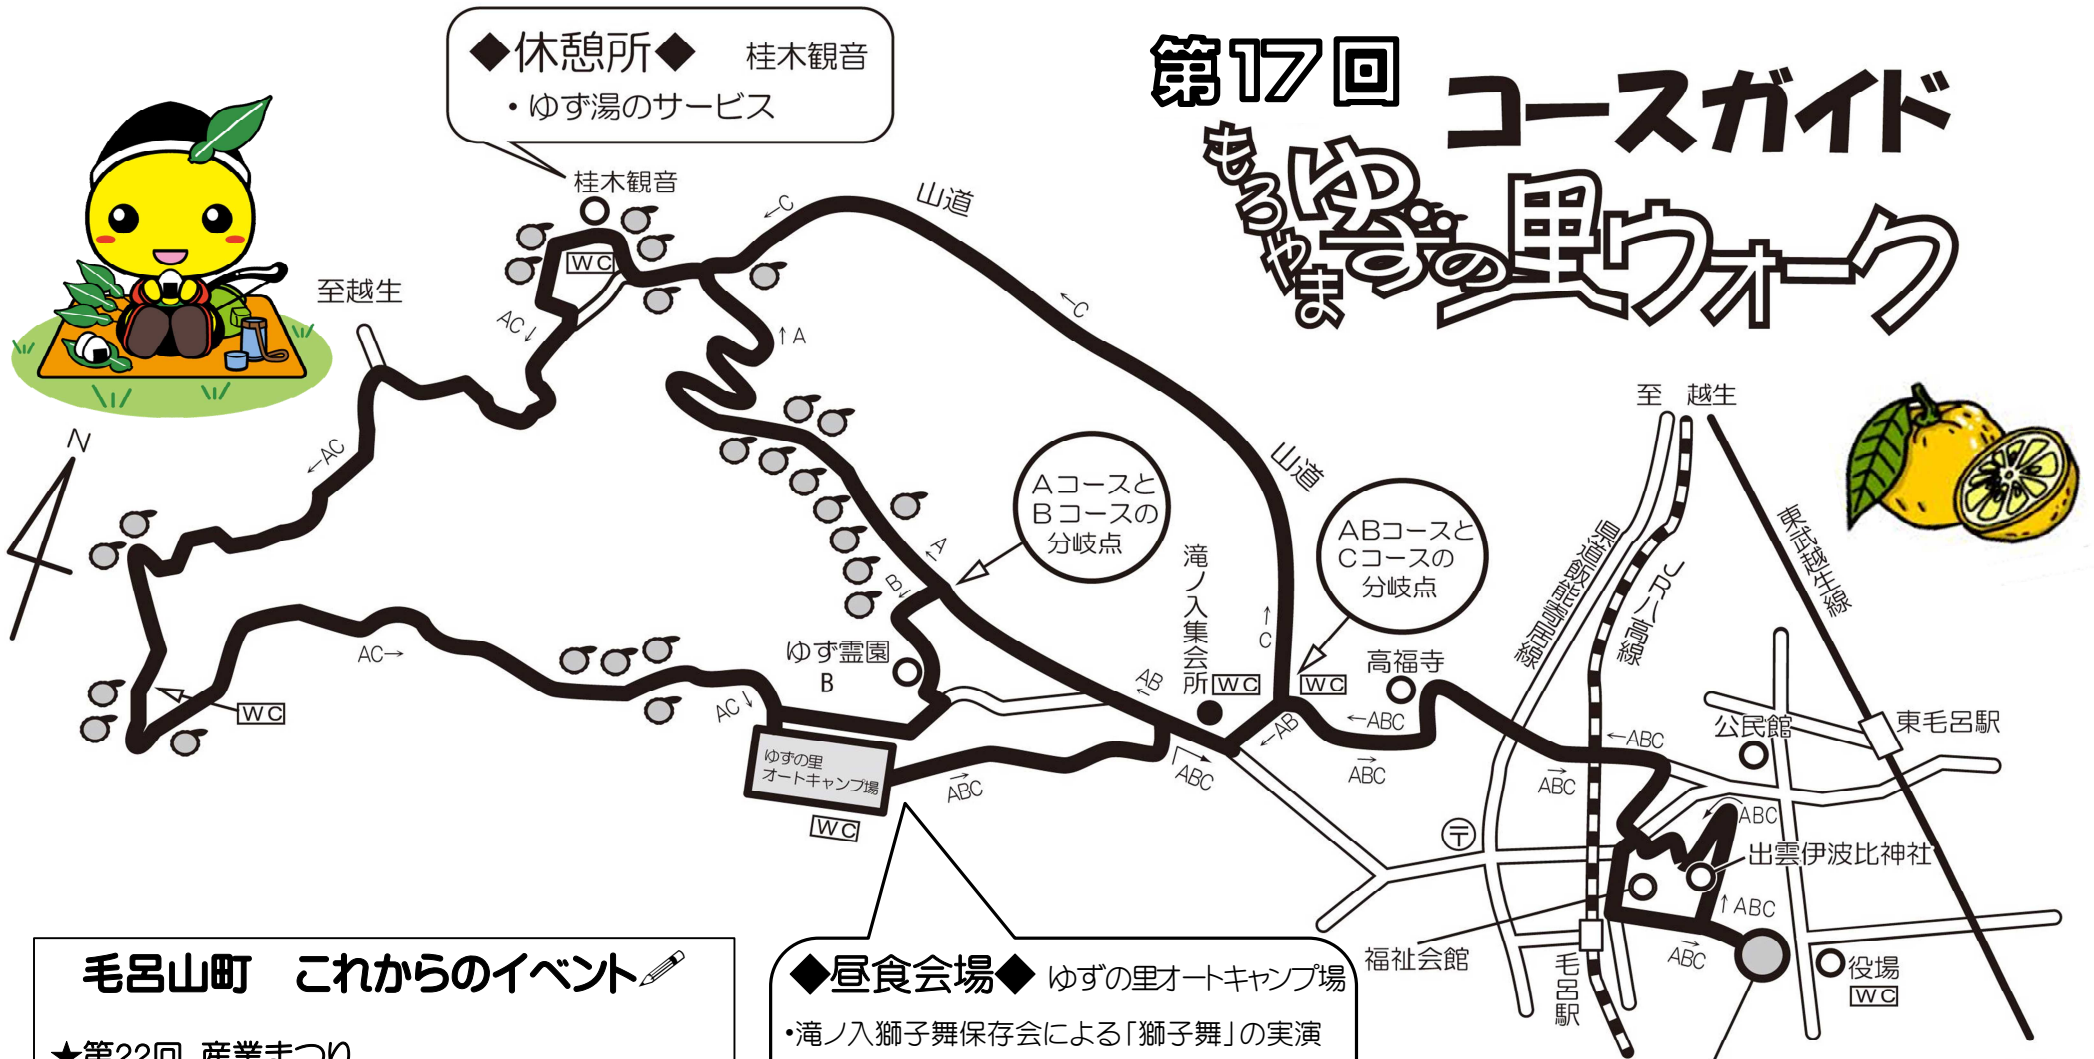 ◆休憩所◆ 桂木観音
・ゆず湯のサービス
第17回
コースガイド
もろやま
ゆずの里ウォーク
桂木観音
WC
山道
←C
至越生
AC↓
↑A
←C
N
←AC
山道
至 越生
Aコースと
Bコースの
分岐点
ABコースと
Cコースの
分岐点
県道飯能寄居線
JR八高線
東武越生線
←A
B←
滝ノ入集会所
WC
↑C
WC
高福寺
ゆず霊園
B
AC→
AC↓
AB←
←AB
←ABC
→ABC
WC
ゆずの里
オートキャンプ場
WC
→ABC
ABC
←ABC
→ABC
公民館
東毛呂駅
ABC
出雲伊波比神社
〒
↑ABC
→ABC
福祉会館
毛呂駅
役場
WC
毛呂山町 これからのイベント
★第22回 産業まつり
◆昼食会場◆ ゆずの里オートキャンプ場
・滝ノ入獅子舞保存会による「獅子舞」の実演